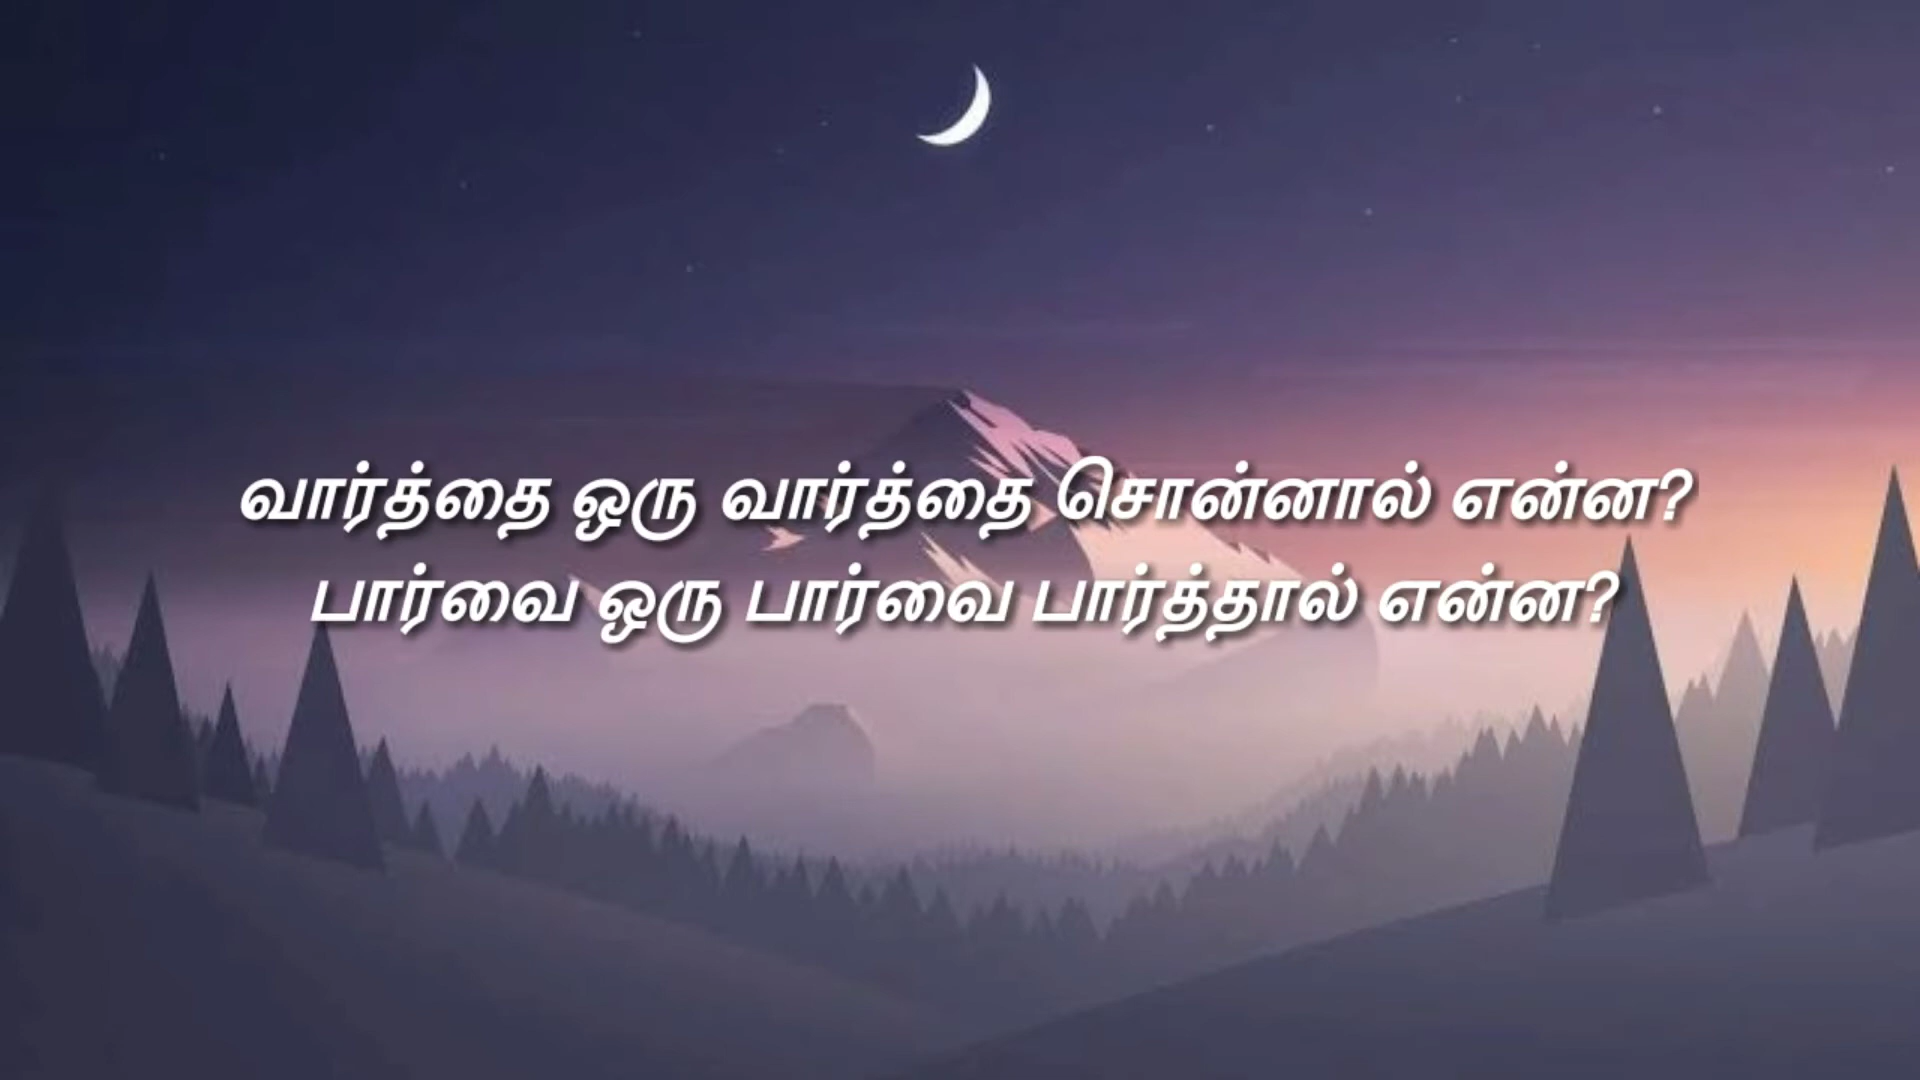 வார்த்தை ஒரு வார்த்தை சொன்னால் என்ன?
பார்வை ஒரு பார்வை பார்த்தால் என்ன?